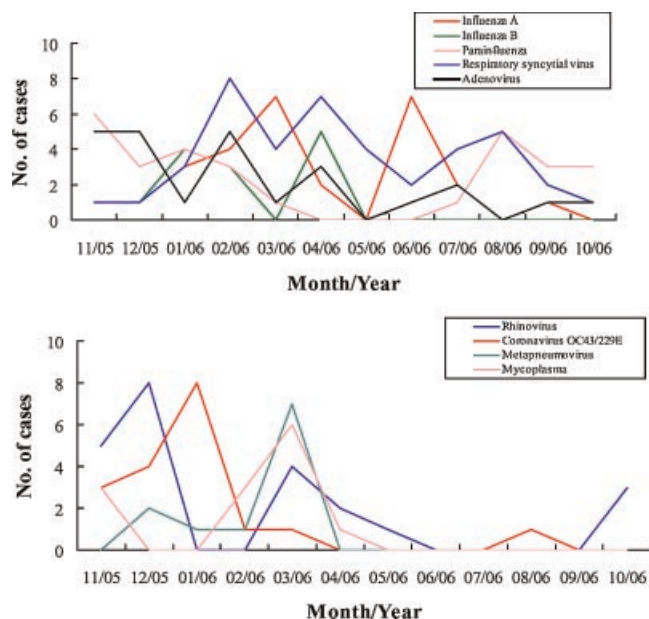 Influenza A
Influenza B
Parainfluenza
Respiratory syncytial virus
Adenovirus
No. of cases
10
8
6
4
2
0
11/05 12/05 01/06 02/06 03/06 04/06 05/06 06/06 07/06 08/06 09/06 10/06
Month/Year
Rhinovirus
Coronavirus OC43/229E
Metapneumovirus
Mycoplasma
No. of cases
10
8
6
4
2
0
11/05 12/05 01/06 02/06 03/06 04/06 05/06 06/06 07/06 08/06 09/06 10/06
Month/Year